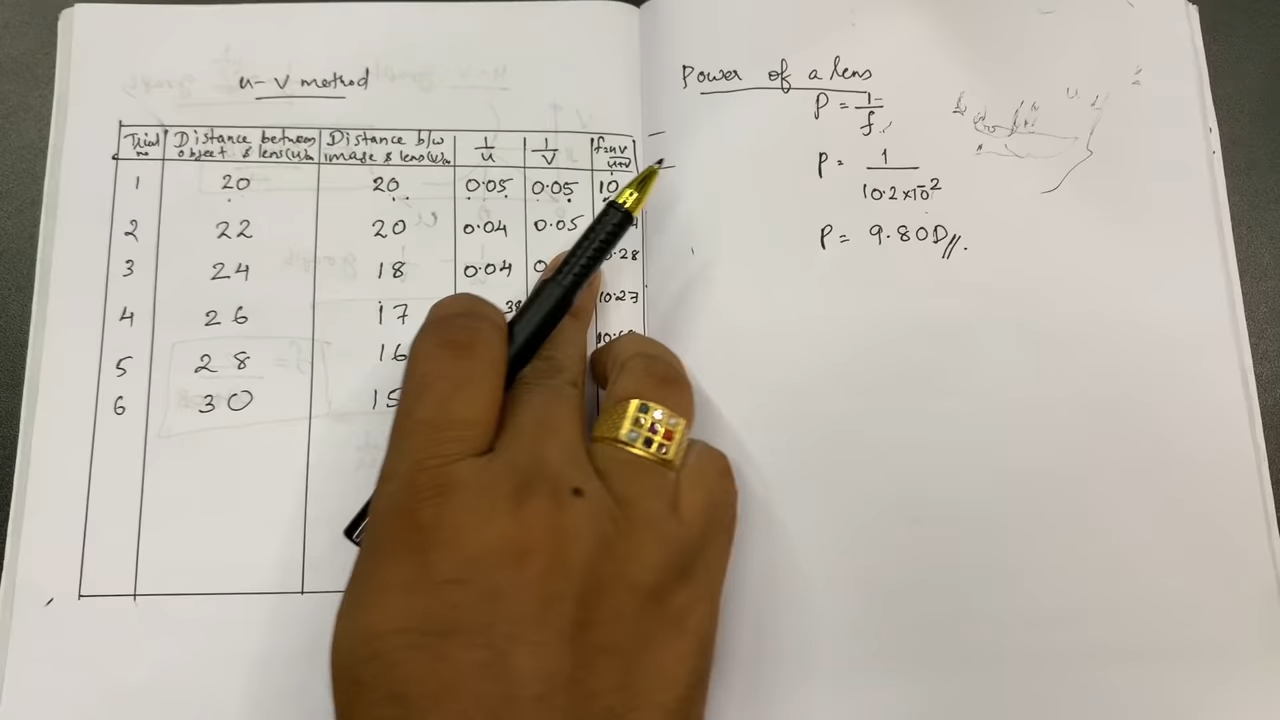 u-v method
Trial no Distance between object & lens(u) Distance b/w image & lens(v) 1/u 1/v f=uv/u+v
1 20 20 0.05 0.05 10
2 22 20 0.04 0.05
3 24 18 0.04
4 26 17 10.27
5 28 16
6 30 15
Power of a lens
P = 1/f
P = 1/10.2×10⁻²
P = 9.80D//.